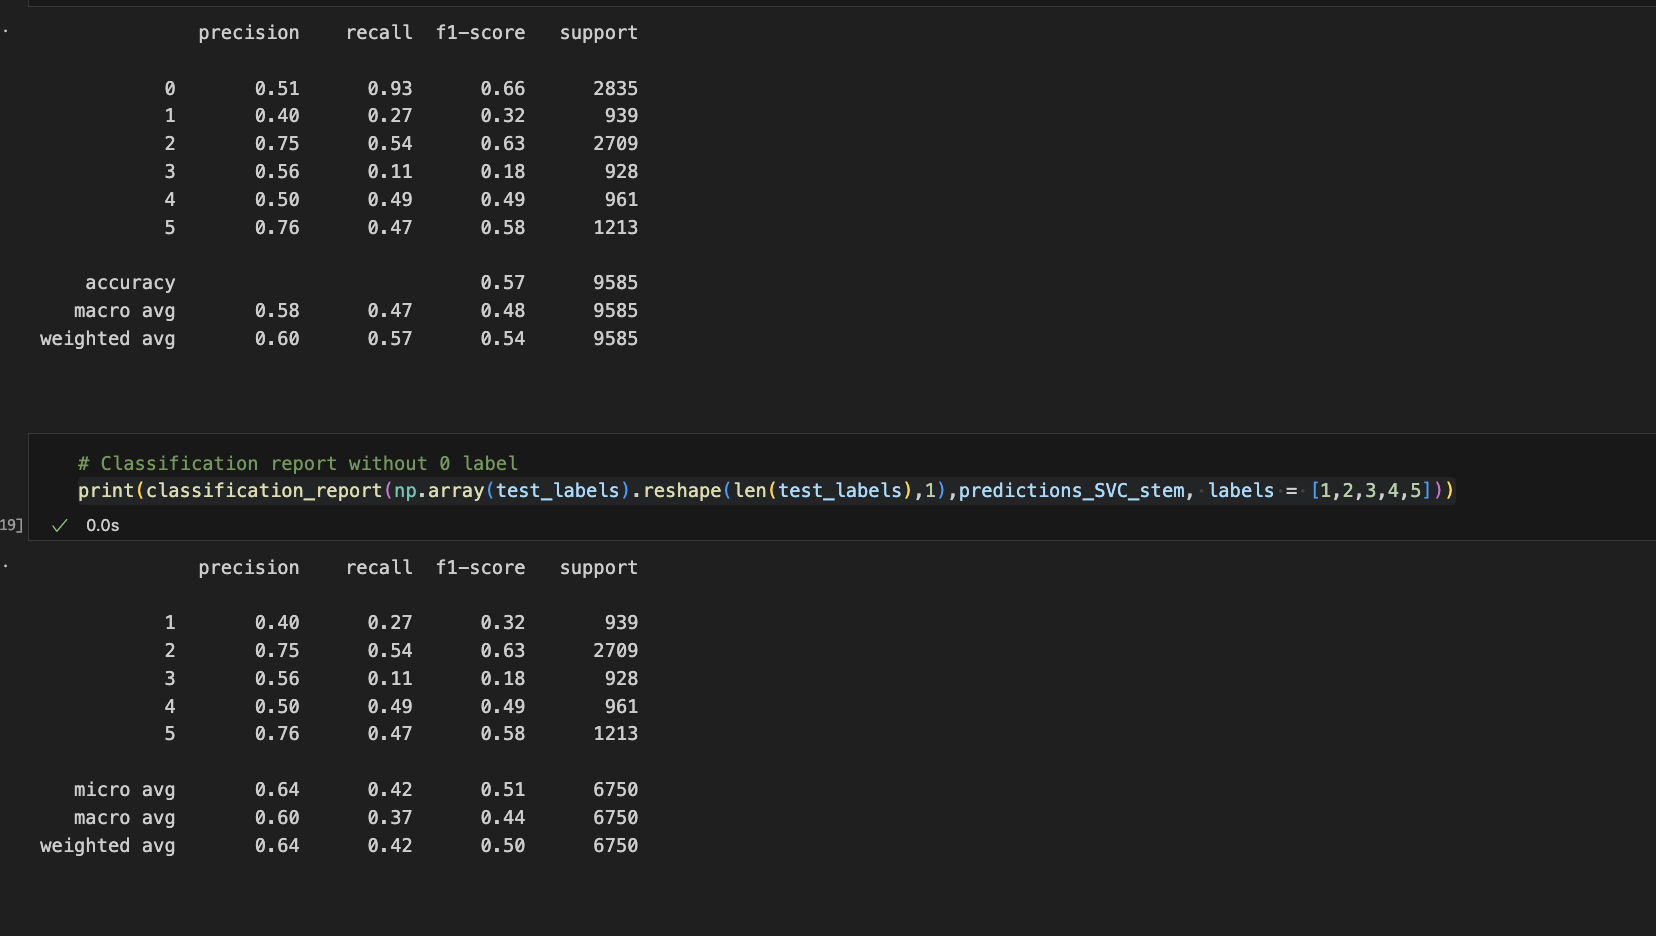 precision recall f1-score support
0 0.51 0.93 0.66 2835
1 0.40 0.27 0.32 939
2 0.75 0.54 0.63 2709
3 0.56 0.11 0.18 928
4 0.50 0.49 0.49 961
5 0.76 0.47 0.58 1213
accuracy 0.57 9585
macro avg 0.58 0.47 0.48 9585
weighted avg 0.60 0.57 0.54 9585
# Classification report without 0 label
print(classification_report(np.array(test_labels).reshape(len(test_labels),1),predictions_SVC_stem, labels = [1,2,3,4,5]))
19] ✓ 0.0s
precision recall f1-score support
1 0.40 0.27 0.32 939
2 0.75 0.54 0.63 2709
3 0.56 0.11 0.18 928
4 0.50 0.49 0.49 961
5 0.76 0.47 0.58 1213
micro avg 0.64 0.42 0.51 6750
macro avg 0.60 0.37 0.44 6750
weighted avg 0.64 0.42 0.50 6750